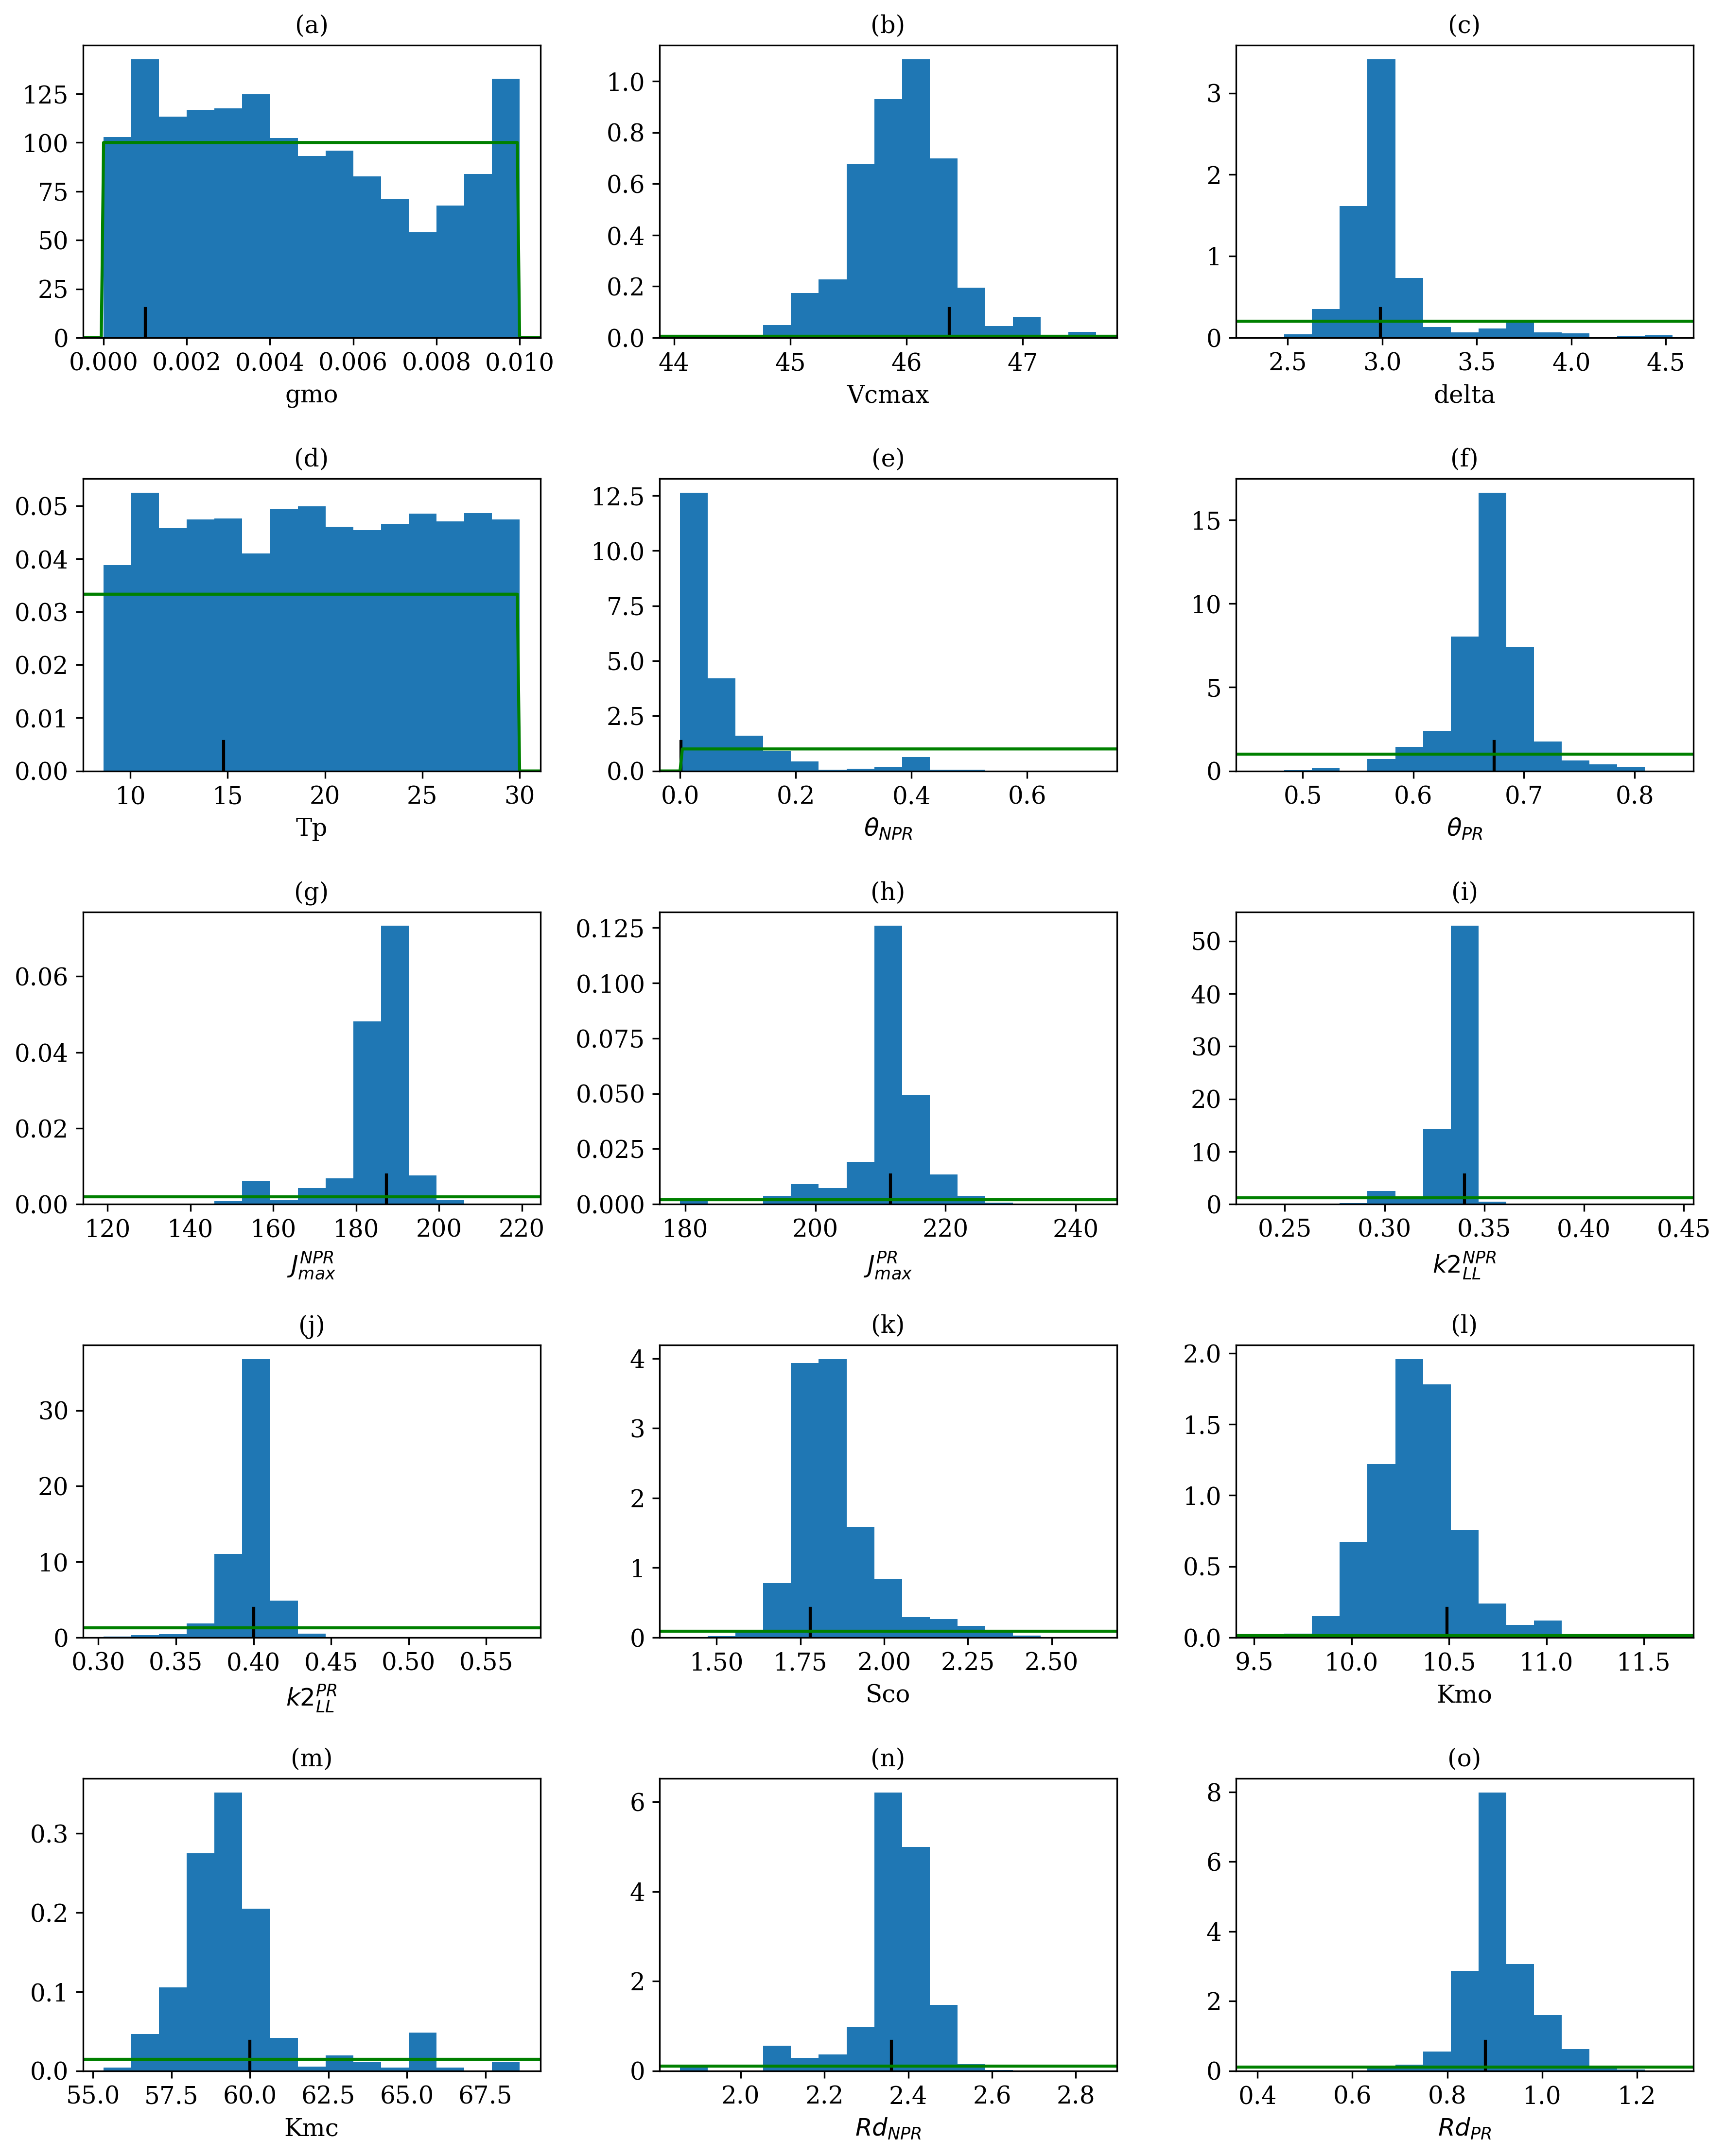 (a) (b) (c)
125 100 75 50 25 0
0.000 0.002 0.004 0.006 0.008 0.010
gmo
1.0 0.8 0.6 0.4 0.2 0.0
44 45 46 47
Vcmax
3 2 1 0
2.5 3.0 3.5 4.0 4.5
delta
(d) (e) (f)
0.05 0.04 0.03 0.02 0.01 0.00
10 15 20 25 30
Tp
12.5 10.0 7.5 5.0 2.5 0.0
0.0 0.2 0.4 0.6
θ_NPR
15 10 5 0
0.5 0.6 0.7 0.8
θ_PR
(g) (h) (i)
0.06 0.04 0.02 0.00
120 140 160 180 200 220
J_max^NPR
0.125 0.100 0.075 0.050 0.025 0.000
180 200 220 240
J_max^PR
50 40 30 20 10 0
0.25 0.30 0.35 0.40 0.45
k2_LL^NPR
(j) (k) (l)
30 20 10 0
0.30 0.35 0.40 0.45 0.50 0.55
k2_LL^PR
4 3 2 1 0
1.50 1.75 2.00 2.25 2.50
Sco
2.0 1.5 1.0 0.5 0.0
9.5 10.0 10.5 11.0 11.5
Kmo
(m) (n) (o)
0.3 0.2 0.1 0.0
55.0 57.5 60.0 62.5 65.0 67.5
Kmc
6 4 2 0
2.0 2.2 2.4 2.6 2.8
Rd_NPR
8 6 4 2 0
0.4 0.6 0.8 1.0 1.2
Rd_PR